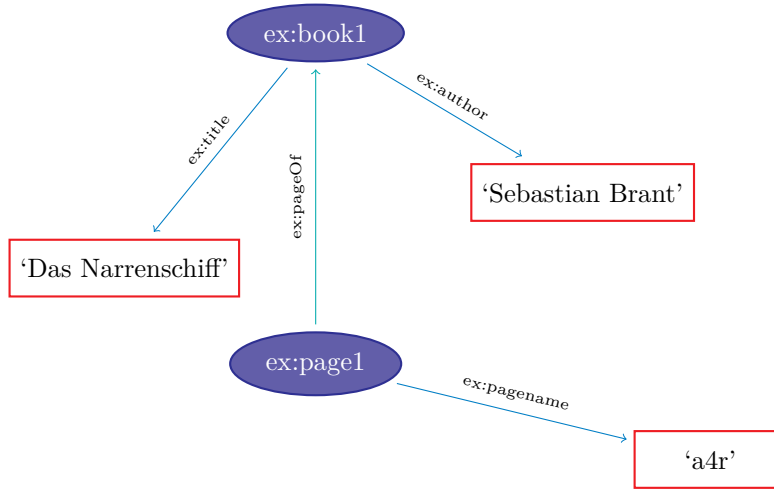 ex:book1
ex:author
ex:title
‘Sebastian Brant’
ex:pageOf
‘Das Narrenschiff’
ex:page1
ex:pagename
‘a4r’